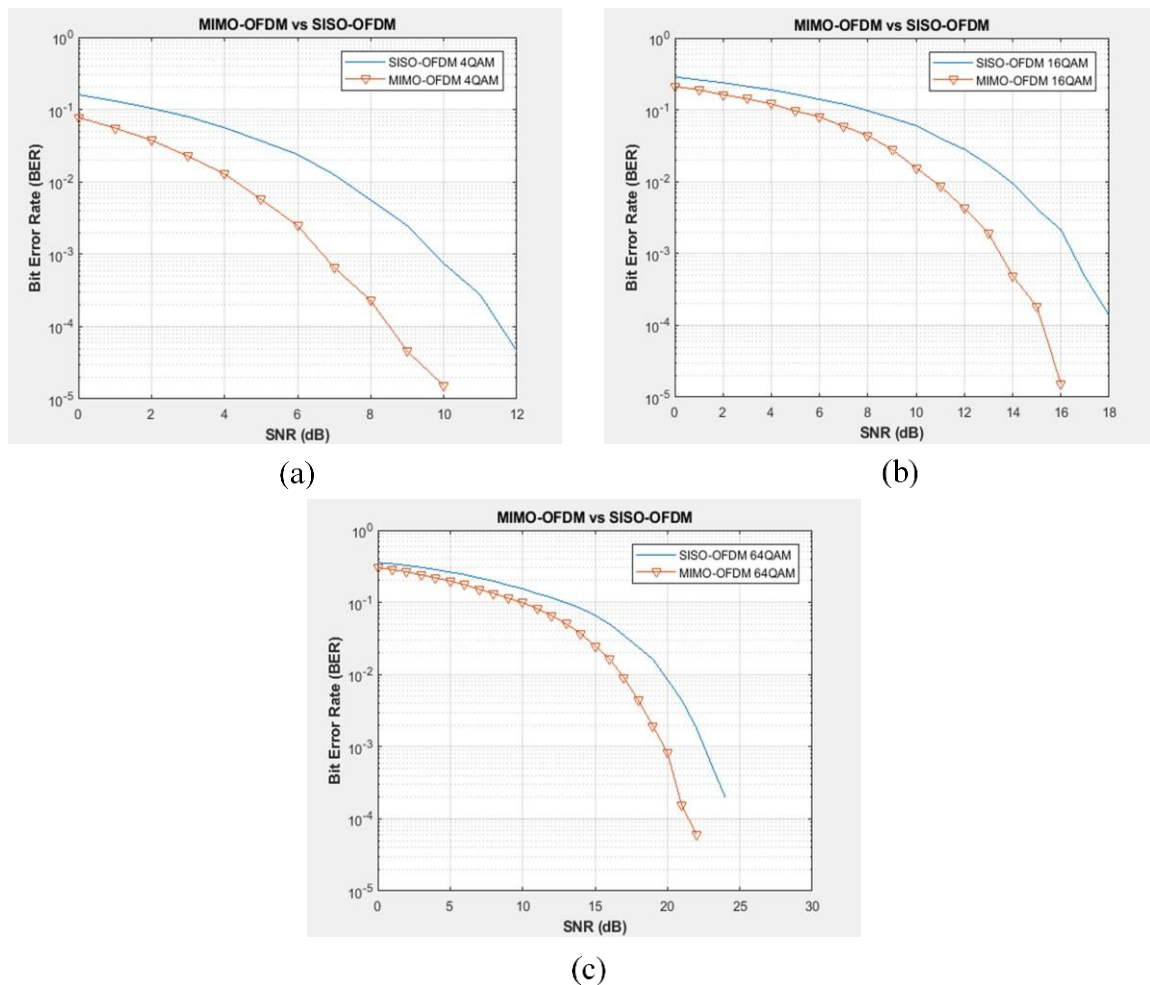 MIMO-OFDM vs SISO-OFDM
10^0
SISO-OFDM 4QAM
MIMO-OFDM 4QAM
10^-1
10^-2
10^-3
10^-4
10^-5
Bit Error Rate (BER)
0 2 4 6 8 10 12
SNR (dB)
(a)
MIMO-OFDM vs SISO-OFDM
10^0
SISO-OFDM 16QAM
MIMO-OFDM 16QAM
10^-1
10^-2
10^-3
10^-4
10^-5
Bit Error Rate (BER)
0 2 4 6 8 10 12 14 16 18
SNR (dB)
(b)
MIMO-OFDM vs SISO-OFDM
10^0
SISO-OFDM 64QAM
MIMO-OFDM 64QAM
10^-1
10^-2
10^-3
10^-4
10^-5
Bit Error Rate (BER)
0 5 10 15 20 25 30
SNR (dB)
(c)